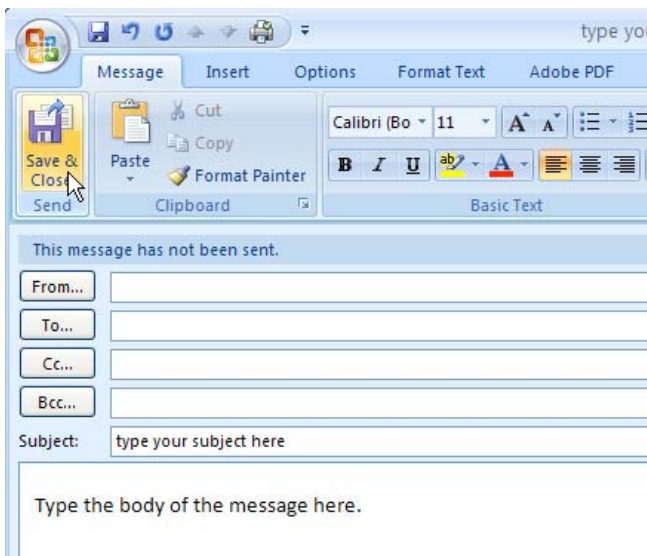 type you
Message Insert Options Format Text Adobe PDF
Save & Close
Paste
Cut
Copy
Format Painter
Calibri (Bo 11 A A
B I U ab A
Send Clipboard Basic Text
This message has not been sent.
From...
To...
Cc...
Bcc...
Subject: type your subject here
Type the body of the message here.